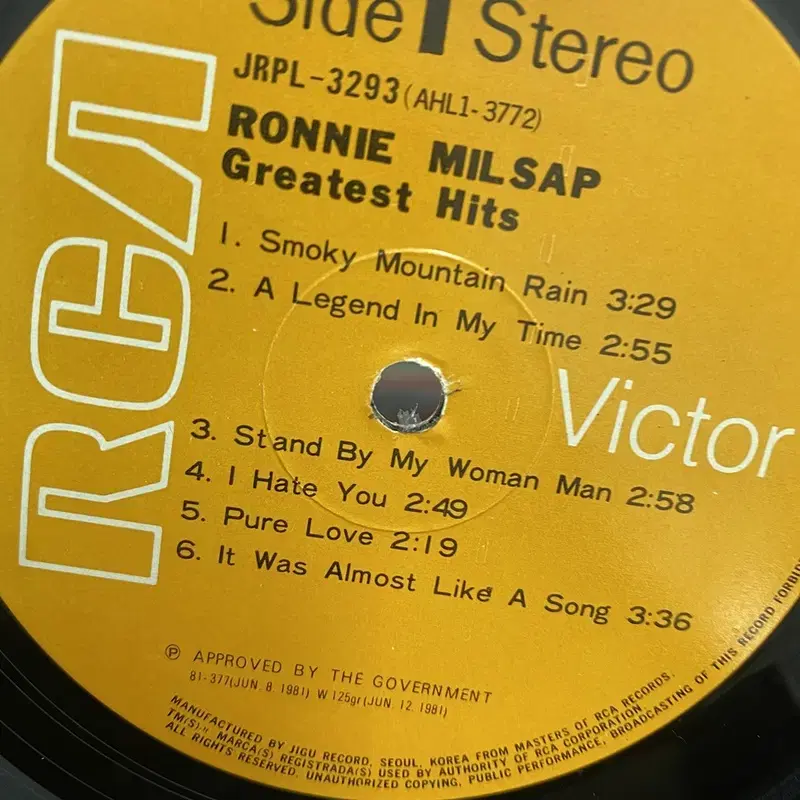 Side 1 Stereo
JRPL-3293(AHL1-3772)
RONNIE MILSAP
Greatest Hits
1. Smoky Mountain Rain 3:29
2. A Legend In My Time 2:55
RCA
Victor
3. Stand By My Woman Man 2:58
4. I Hate You 2:49
5. Pure Love 2:19
6. It Was Almost Like A Song 3:36
Ⓟ APPROVED BY THE GOVERNMENT
81-377(JUN. 8. 1981) W 125gr(JUN. 12. 1981)
MANUFACTURED BY JIGU RECORD, SEOUL, KOREA FROM MASTERS OF RCA RECORDS.
TM(S)® MARCA(S) REGISTRADA(S) USED BY AUTHORITY OF RCA CORPORATION.
ALL RIGHTS RESERVED. UNAUTHORIZED COPYING, PUBLIC PERFORMANCE, BROADCASTING OF THIS RECORD